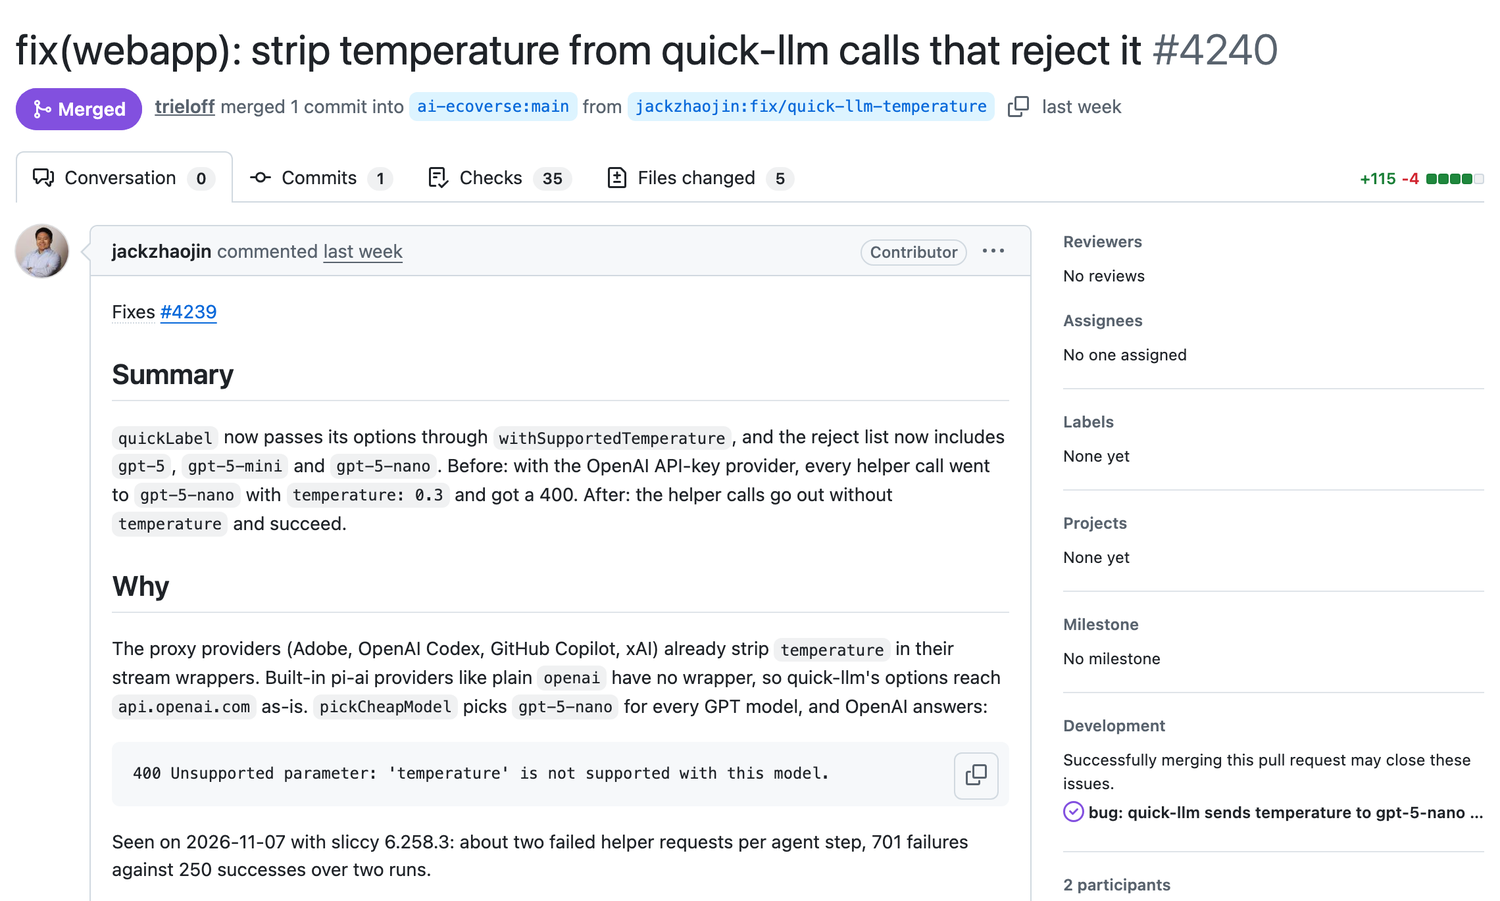 fix(webapp): strip temperature from quick-llm calls that reject it #4240
Merged trieloff merged 1 commit into ai-ecoverse:main from jackzhaojin:fix/quick-llm-temperature last week
Conversation 0 Commits 1 Checks 35 Files changed 5 +115 -4
jackzhaojin commented last week Contributor ...
Fixes #4239
Summary
quickLabel now passes its options through withSupportedTemperature, and the reject list now includes
gpt-5, gpt-5-mini and gpt-5-nano. Before: with the OpenAI API-key provider, every helper call went
to gpt-5-nano with temperature: 0.3 and got a 400. After: the helper calls go out without
temperature and succeed.
Why
The proxy providers (Adobe, OpenAI Codex, GitHub Copilot, xAI) already strip temperature in their
stream wrappers. Built-in pi-ai providers like plain openai have no wrapper, so quick-llm's options reach
api.openai.com as-is. pickCheapModel picks gpt-5-nano for every GPT model, and OpenAI answers:
400 Unsupported parameter: 'temperature' is not supported with this model.
Seen on 2026-11-07 with sliccy 6.258.3: about two failed helper requests per agent step, 701 failures
against 250 successes over two runs.
Reviewers
No reviews
Assignees
No one assigned
Labels
None yet
Projects
None yet
Milestone
No milestone
Development
Successfully merging this pull request may close these
issues.
bug: quick-llm sends temperature to gpt-5-nano ...
2 participants